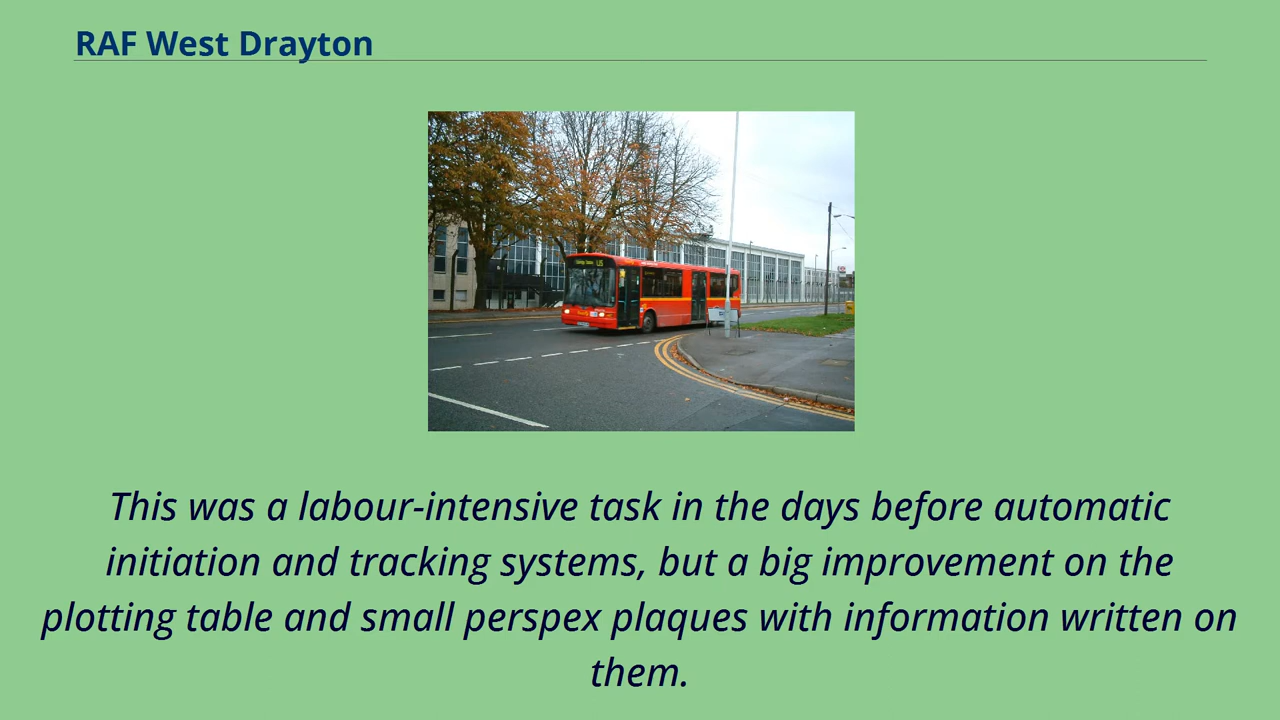 RAF West Drayton
This was a labour-intensive task in the days before automatic
initiation and tracking systems, but a big improvement on the
plotting table and small perspex plaques with information written on
them.